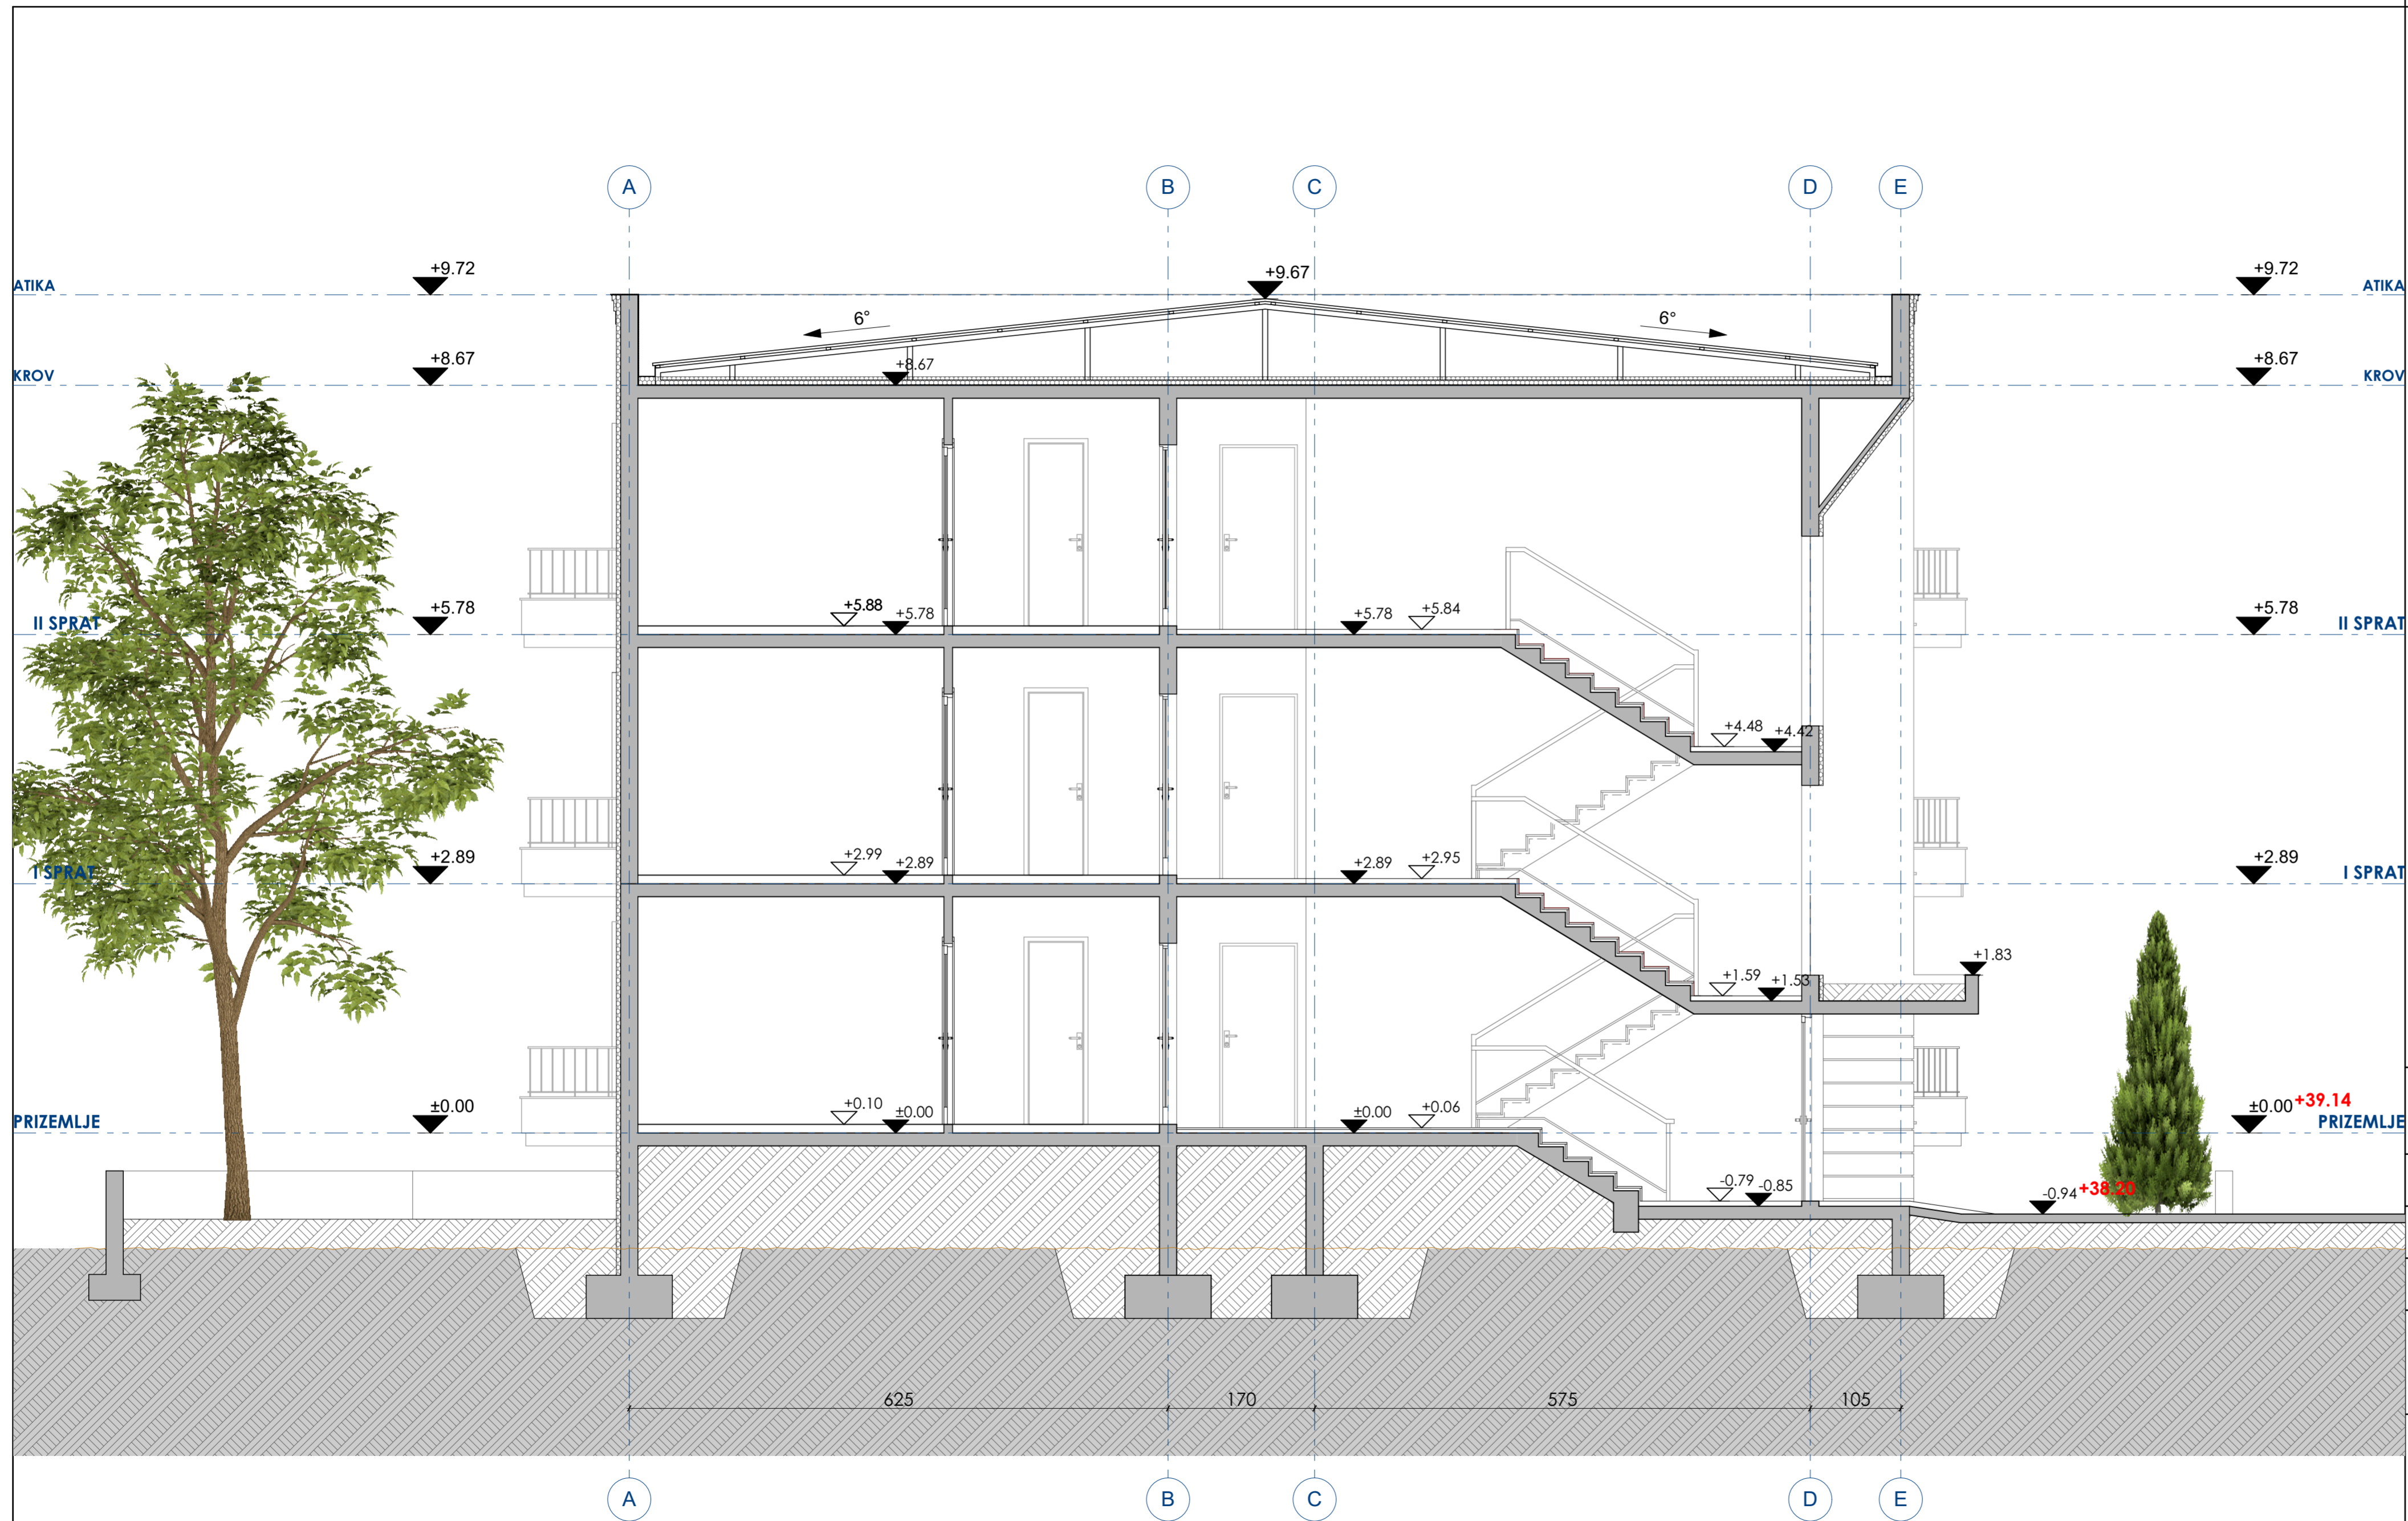 A B C D E
ATIKA +9.72 +9.67 +9.72 ATIKA
6° 6°
KROV +8.67 +8.67 +8.67 KROV
II SPRAT +5.78 +5.88 +5.78 +5.78 +5.84 +5.78 II SPRAT
+4.48 +4.42
I SPRAT +2.89 +2.99 +2.89 +2.89 +2.95 +2.89 I SPRAT
+1.83
+1.59 +1.53
PRIZEMLJE ±0.00 +0.10 ±0.00 ±0.00 +0.06 ±0.00 +39.14 PRIZEMLJE
-0.79 -0.85 -0.94 +38.20
625 170 575 105
A B C D E